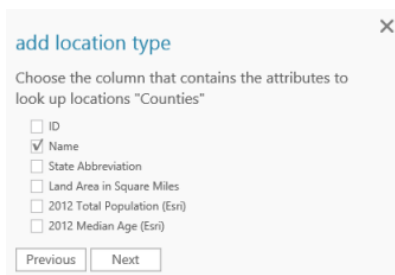 add location type
Choose the column that contains the attributes to
look up locations "Counties"
ID
Name
State Abbreviation
Land Area in Square Miles
2012 Total Population (Esri)
2012 Median Age (Esri)
Previous Next